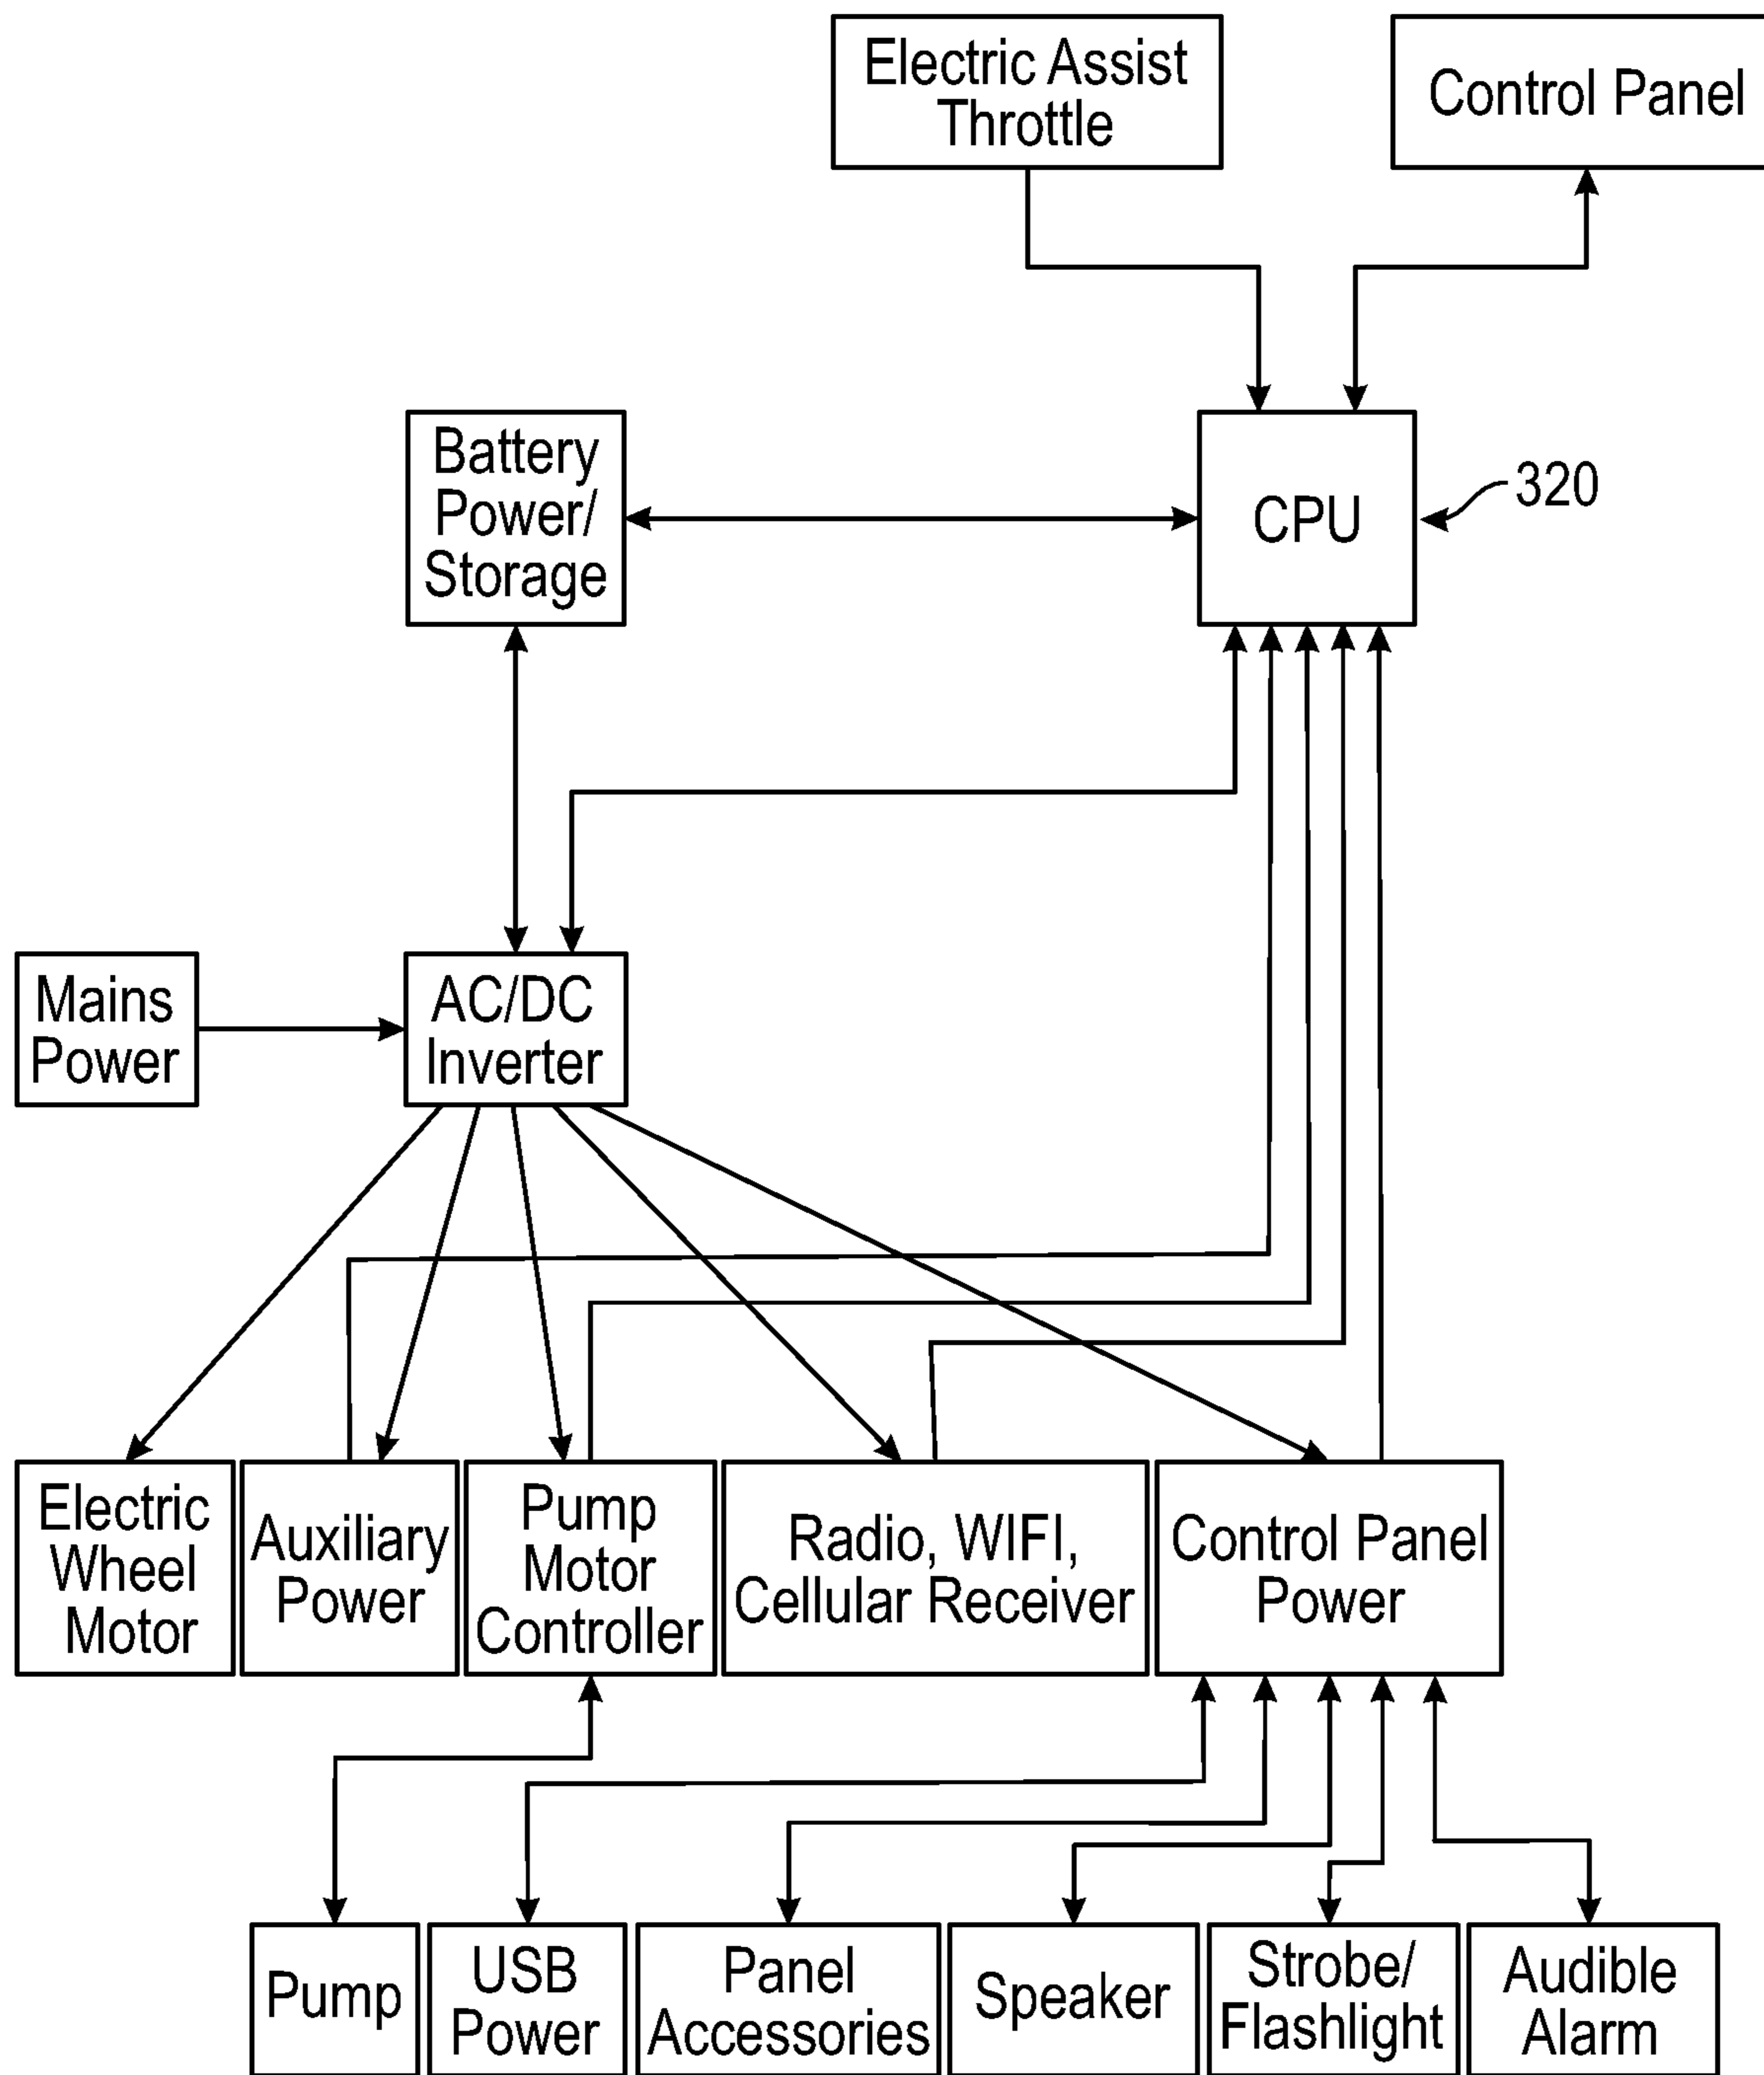 Electric Assist
Throttle
Control Panel
Battery
Power/
Storage
CPU
320
Mains
Power
AC/DC
Inverter
Electric
Wheel
Motor
Auxiliary
Power
Pump
Motor
Controller
Radio, WIFI,
Cellular Receiver
Control Panel
Power
Pump
USB
Power
Panel
Accessories
Speaker
Strobe/
Flashlight
Audible
Alarm